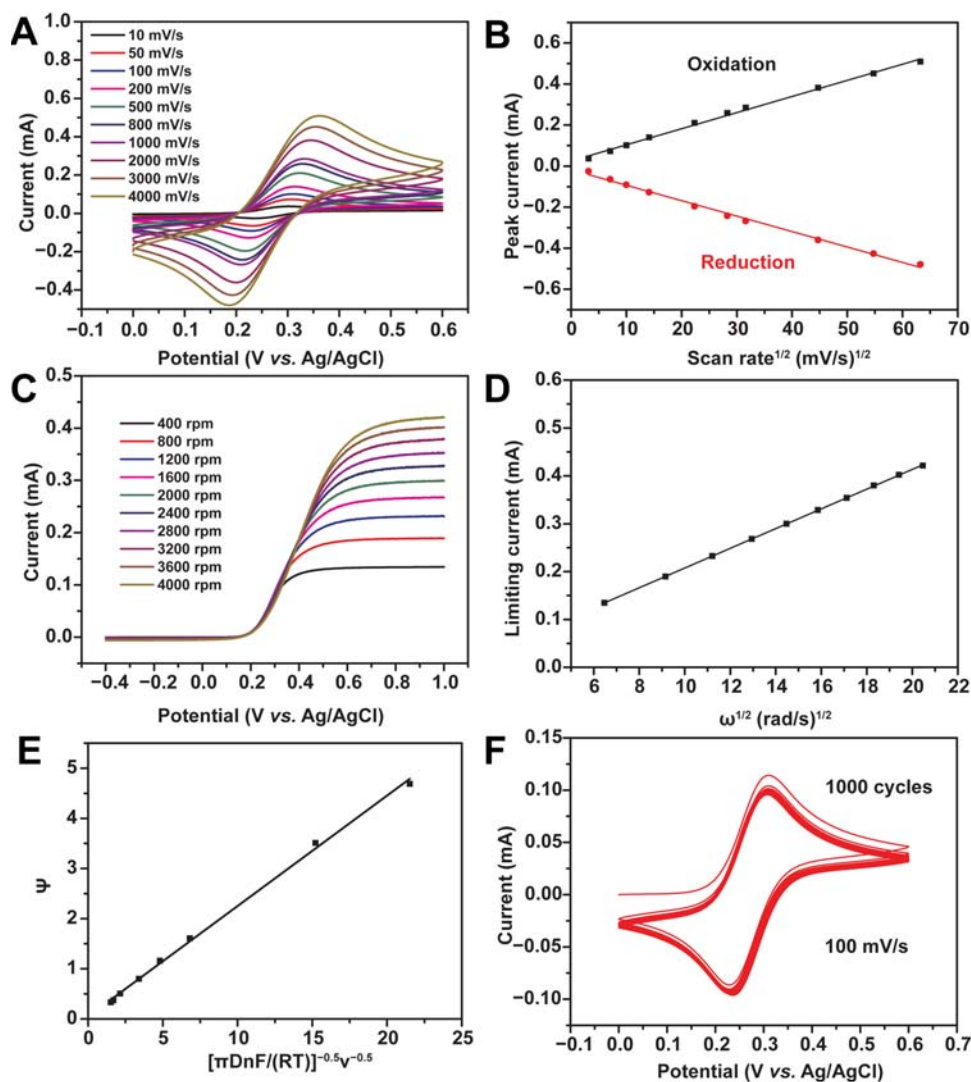 A
10 mV/s
50 mV/s
100 mV/s
200 mV/s
500 mV/s
800 mV/s
1000 mV/s
2000 mV/s
3000 mV/s
4000 mV/s
Current (mA)
1.0
0.8
0.6
0.4
0.2
0.0
−0.2
−0.4
−0.1 0.0 0.1 0.2 0.3 0.4 0.5 0.6
Potential (V vs. Ag/AgCl)
B
Oxidation
Reduction
Peak current (mA)
0.6
0.4
0.2
0.0
−0.2
−0.4
−0.6
0 10 20 30 40 50 60 70
Scan rate^1/2 (mV/s)^1/2
C
400 rpm
800 rpm
1200 rpm
1600 rpm
2000 rpm
2400 rpm
2800 rpm
3200 rpm
3600 rpm
4000 rpm
Current (mA)
0.5
0.4
0.3
0.2
0.1
0.0
−0.4 −0.2 0.0 0.2 0.4 0.6 0.8 1.0
Potential (V vs. Ag/AgCl)
D
Limiting current (mA)
0.6
0.5
0.4
0.3
0.2
0.1
0.0
6 8 10 12 14 16 18 20 22
ω^1/2 (rad/s)^1/2
E
Ψ
5
4
3
2
1
0
0 5 10 15 20 25
[πDnF/(RT)]^−0.5 v^−0.5
F
1000 cycles
100 mV/s
Current (mA)
0.15
0.10
0.05
0.00
−0.05
−0.10
−0.1 0.0 0.1 0.2 0.3 0.4 0.5 0.6 0.7
Potential (V vs. Ag/AgCl)